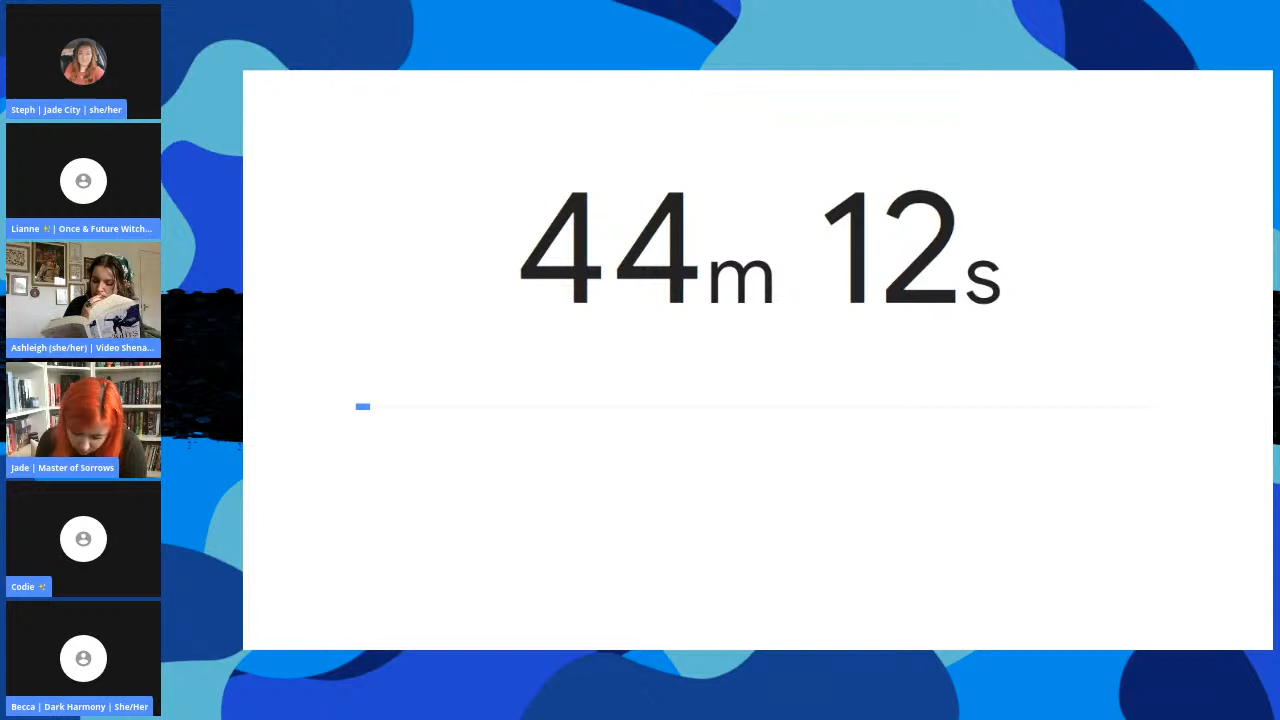 Steph | Jade City | she/her
Lianne ✨ | Once & Future Witch...
Ashleigh (she/her) | Video Shena...
Jade | Master of Sorrows
Codie ✨
Becca | Dark Harmony | She/Her
44m 12s